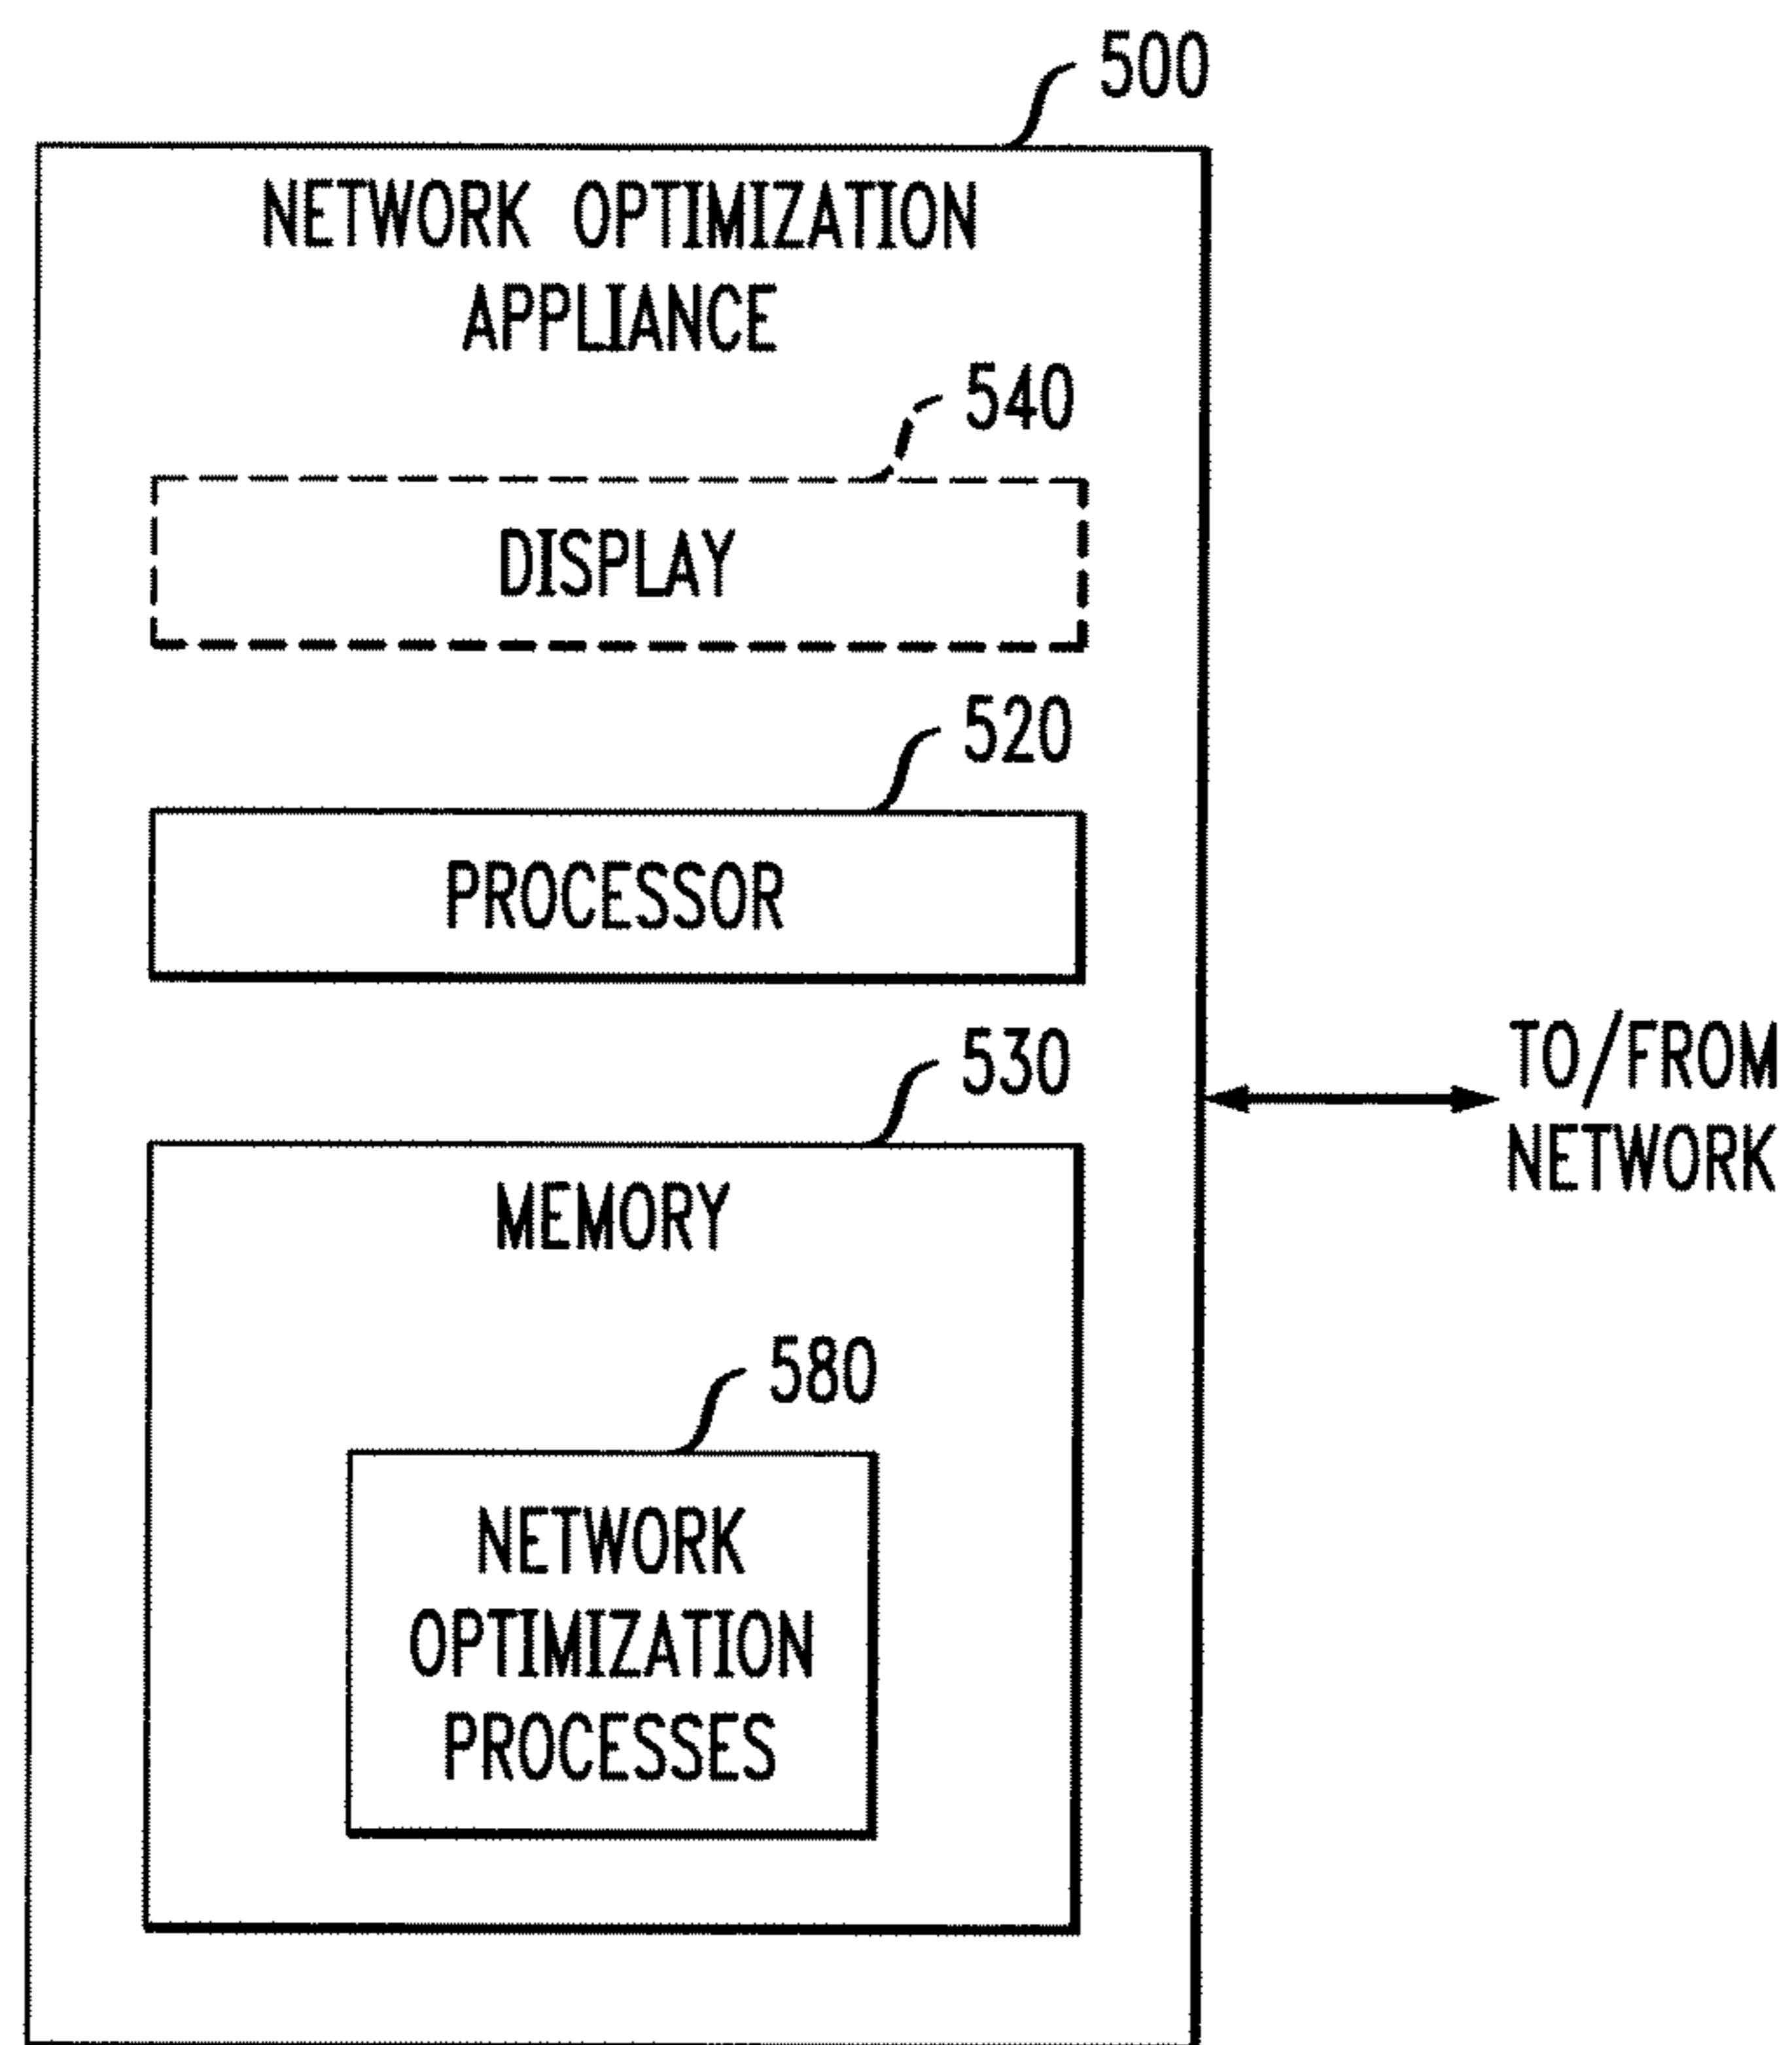 500
NETWORK OPTIMIZATION
APPLIANCE
540
DISPLAY
520
PROCESSOR
530
MEMORY
580
NETWORK
OPTIMIZATION
PROCESSES
TO/FROM
NETWORK